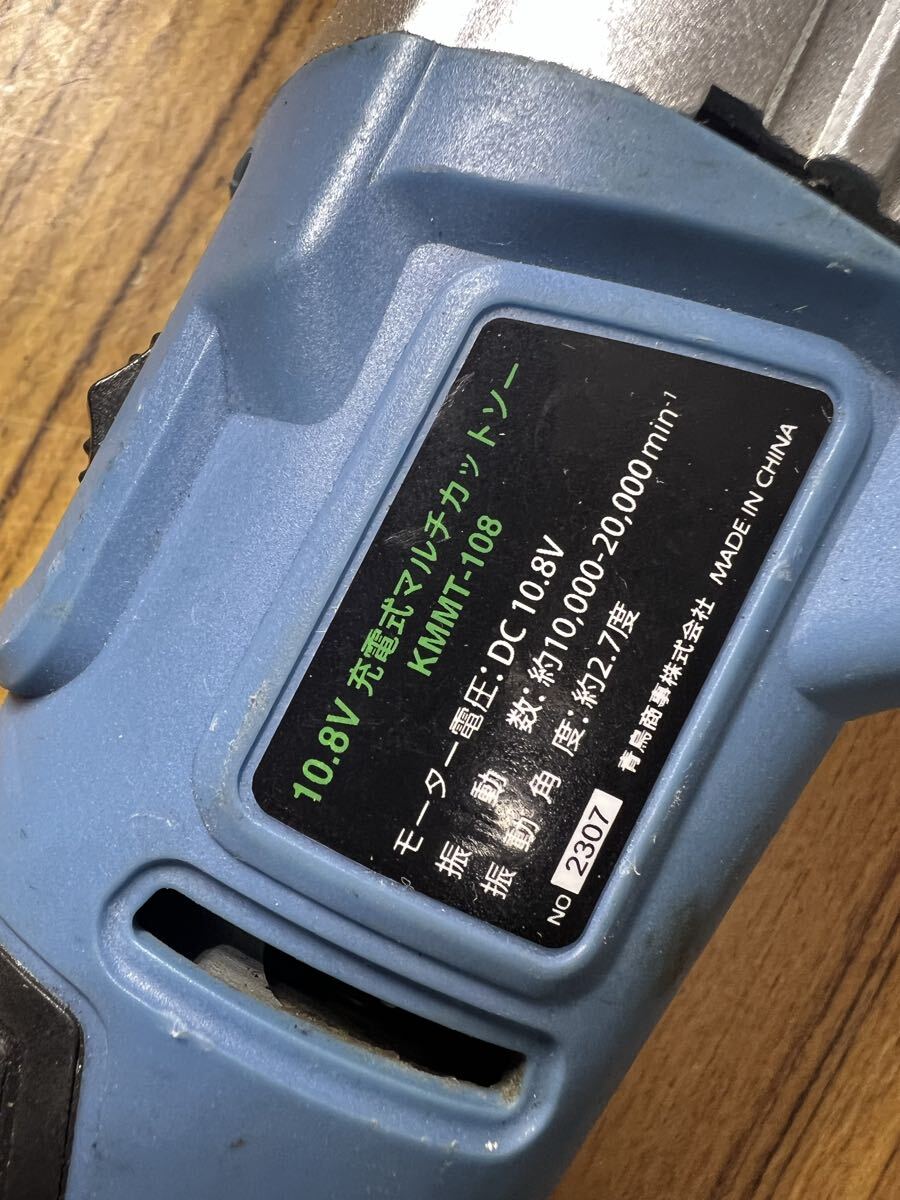 10.8V 充電式マルチカットソー
KMMT-108
モーター電圧:DC 10.8V
振動数:約10,000-20,000min-1
振動角度:約2.7度
NO 2307 青鳥商事株式会社 MADE IN CHINA